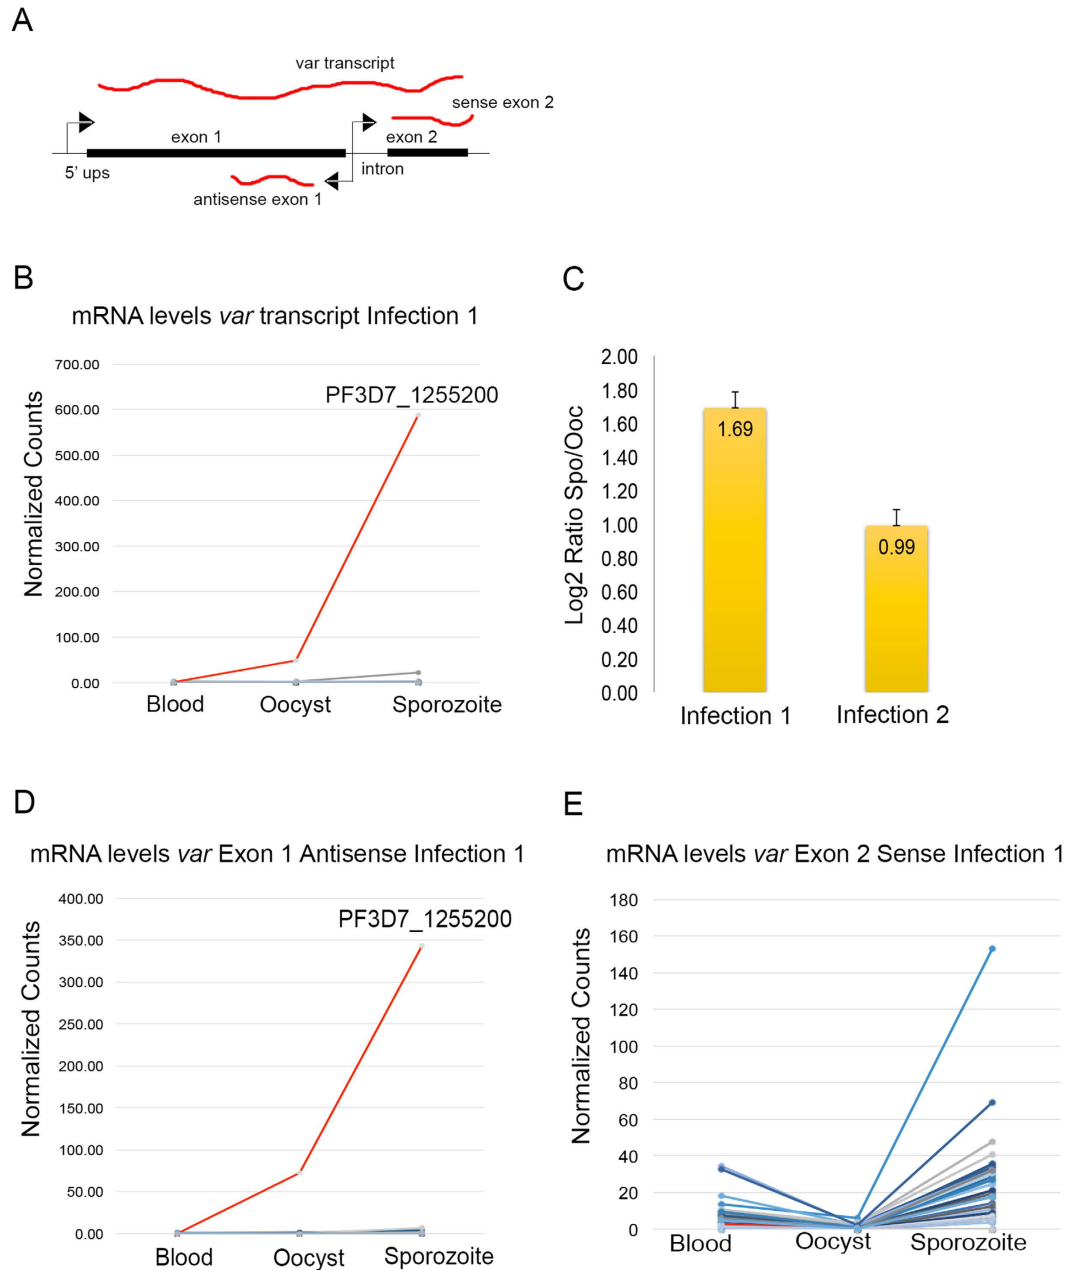 A
var transcript
sense exon 2
exon 1
exon 2
5' ups
intron
antisense exon 1
B
mRNA levels var transcript Infection 1
Normalized Counts
700.00
600.00
500.00
400.00
300.00
200.00
100.00
0.00
PF3D7_1255200
Blood
Oocyst
Sporozoite
C
Log2 Ratio Spo/Ooc
2.00
1.80
1.60
1.40
1.20
1.00
0.80
0.60
0.40
0.20
0.00
1.69
0.99
Infection 1
Infection 2
D
mRNA levels var Exon 1 Antisense Infection 1
Normalized Counts
400.00
350.00
300.00
250.00
200.00
150.00
100.00
50.00
0.00
PF3D7_1255200
Blood
Oocyst
Sporozoite
E
mRNA levels var Exon 2 Sense Infection 1
Normalized Counts
180
160
140
120
100
80
60
40
20
0
Blood
Oocyst
Sporozoite